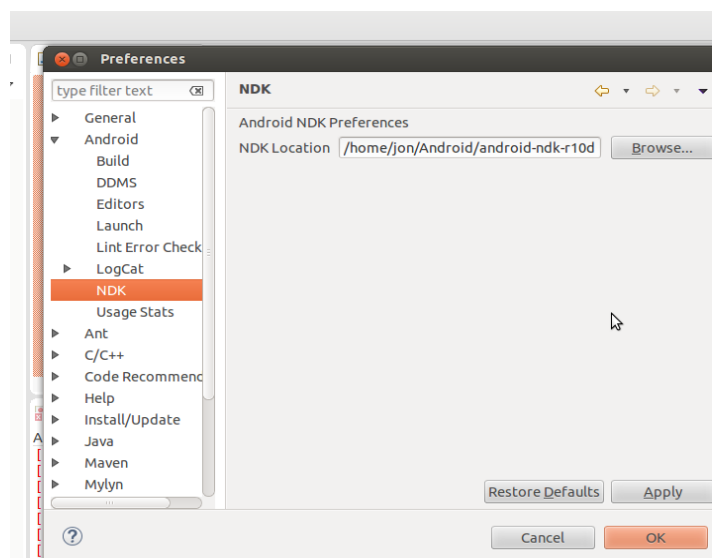 Preferences
type filter text
General
Android
Build
DDMS
Editors
Launch
Lint Error Check
LogCat
NDK
Usage Stats
Ant
C/C++
Code Recommenc
Help
Install/Update
Java
Maven
Mylyn
NDK
Android NDK Preferences
NDK Location /home/jon/Android/android-ndk-r10d Browse...
Restore Defaults Apply
Cancel OK